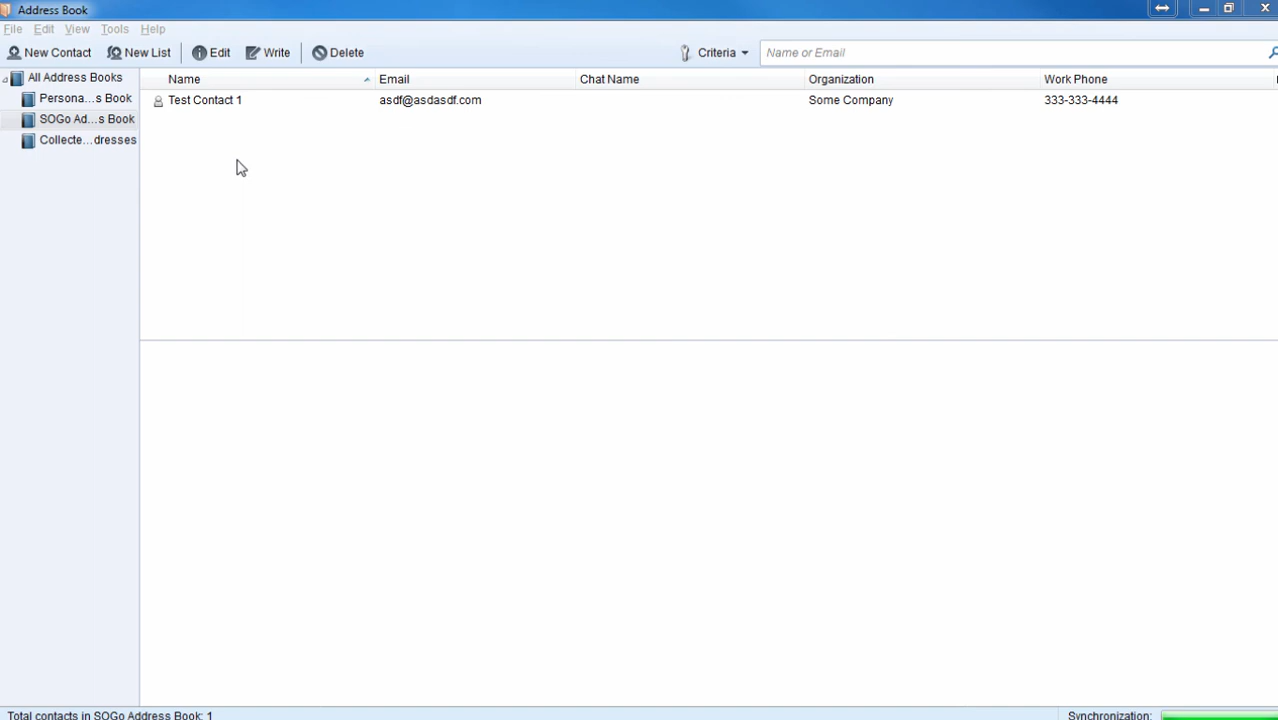 Address Book
File Edit View Tools Help
New Contact New List Edit Write Delete Criteria Name or Email
All Address Books Name Email Chat Name Organization Work Phone
Persona...s Book Test Contact 1 asdf@asdasdf.com Some Company 333-333-4444
SOGo Ad...s Book
Collecte...dresses
Total contacts in SOGo Address Book: 1 Synchronization: